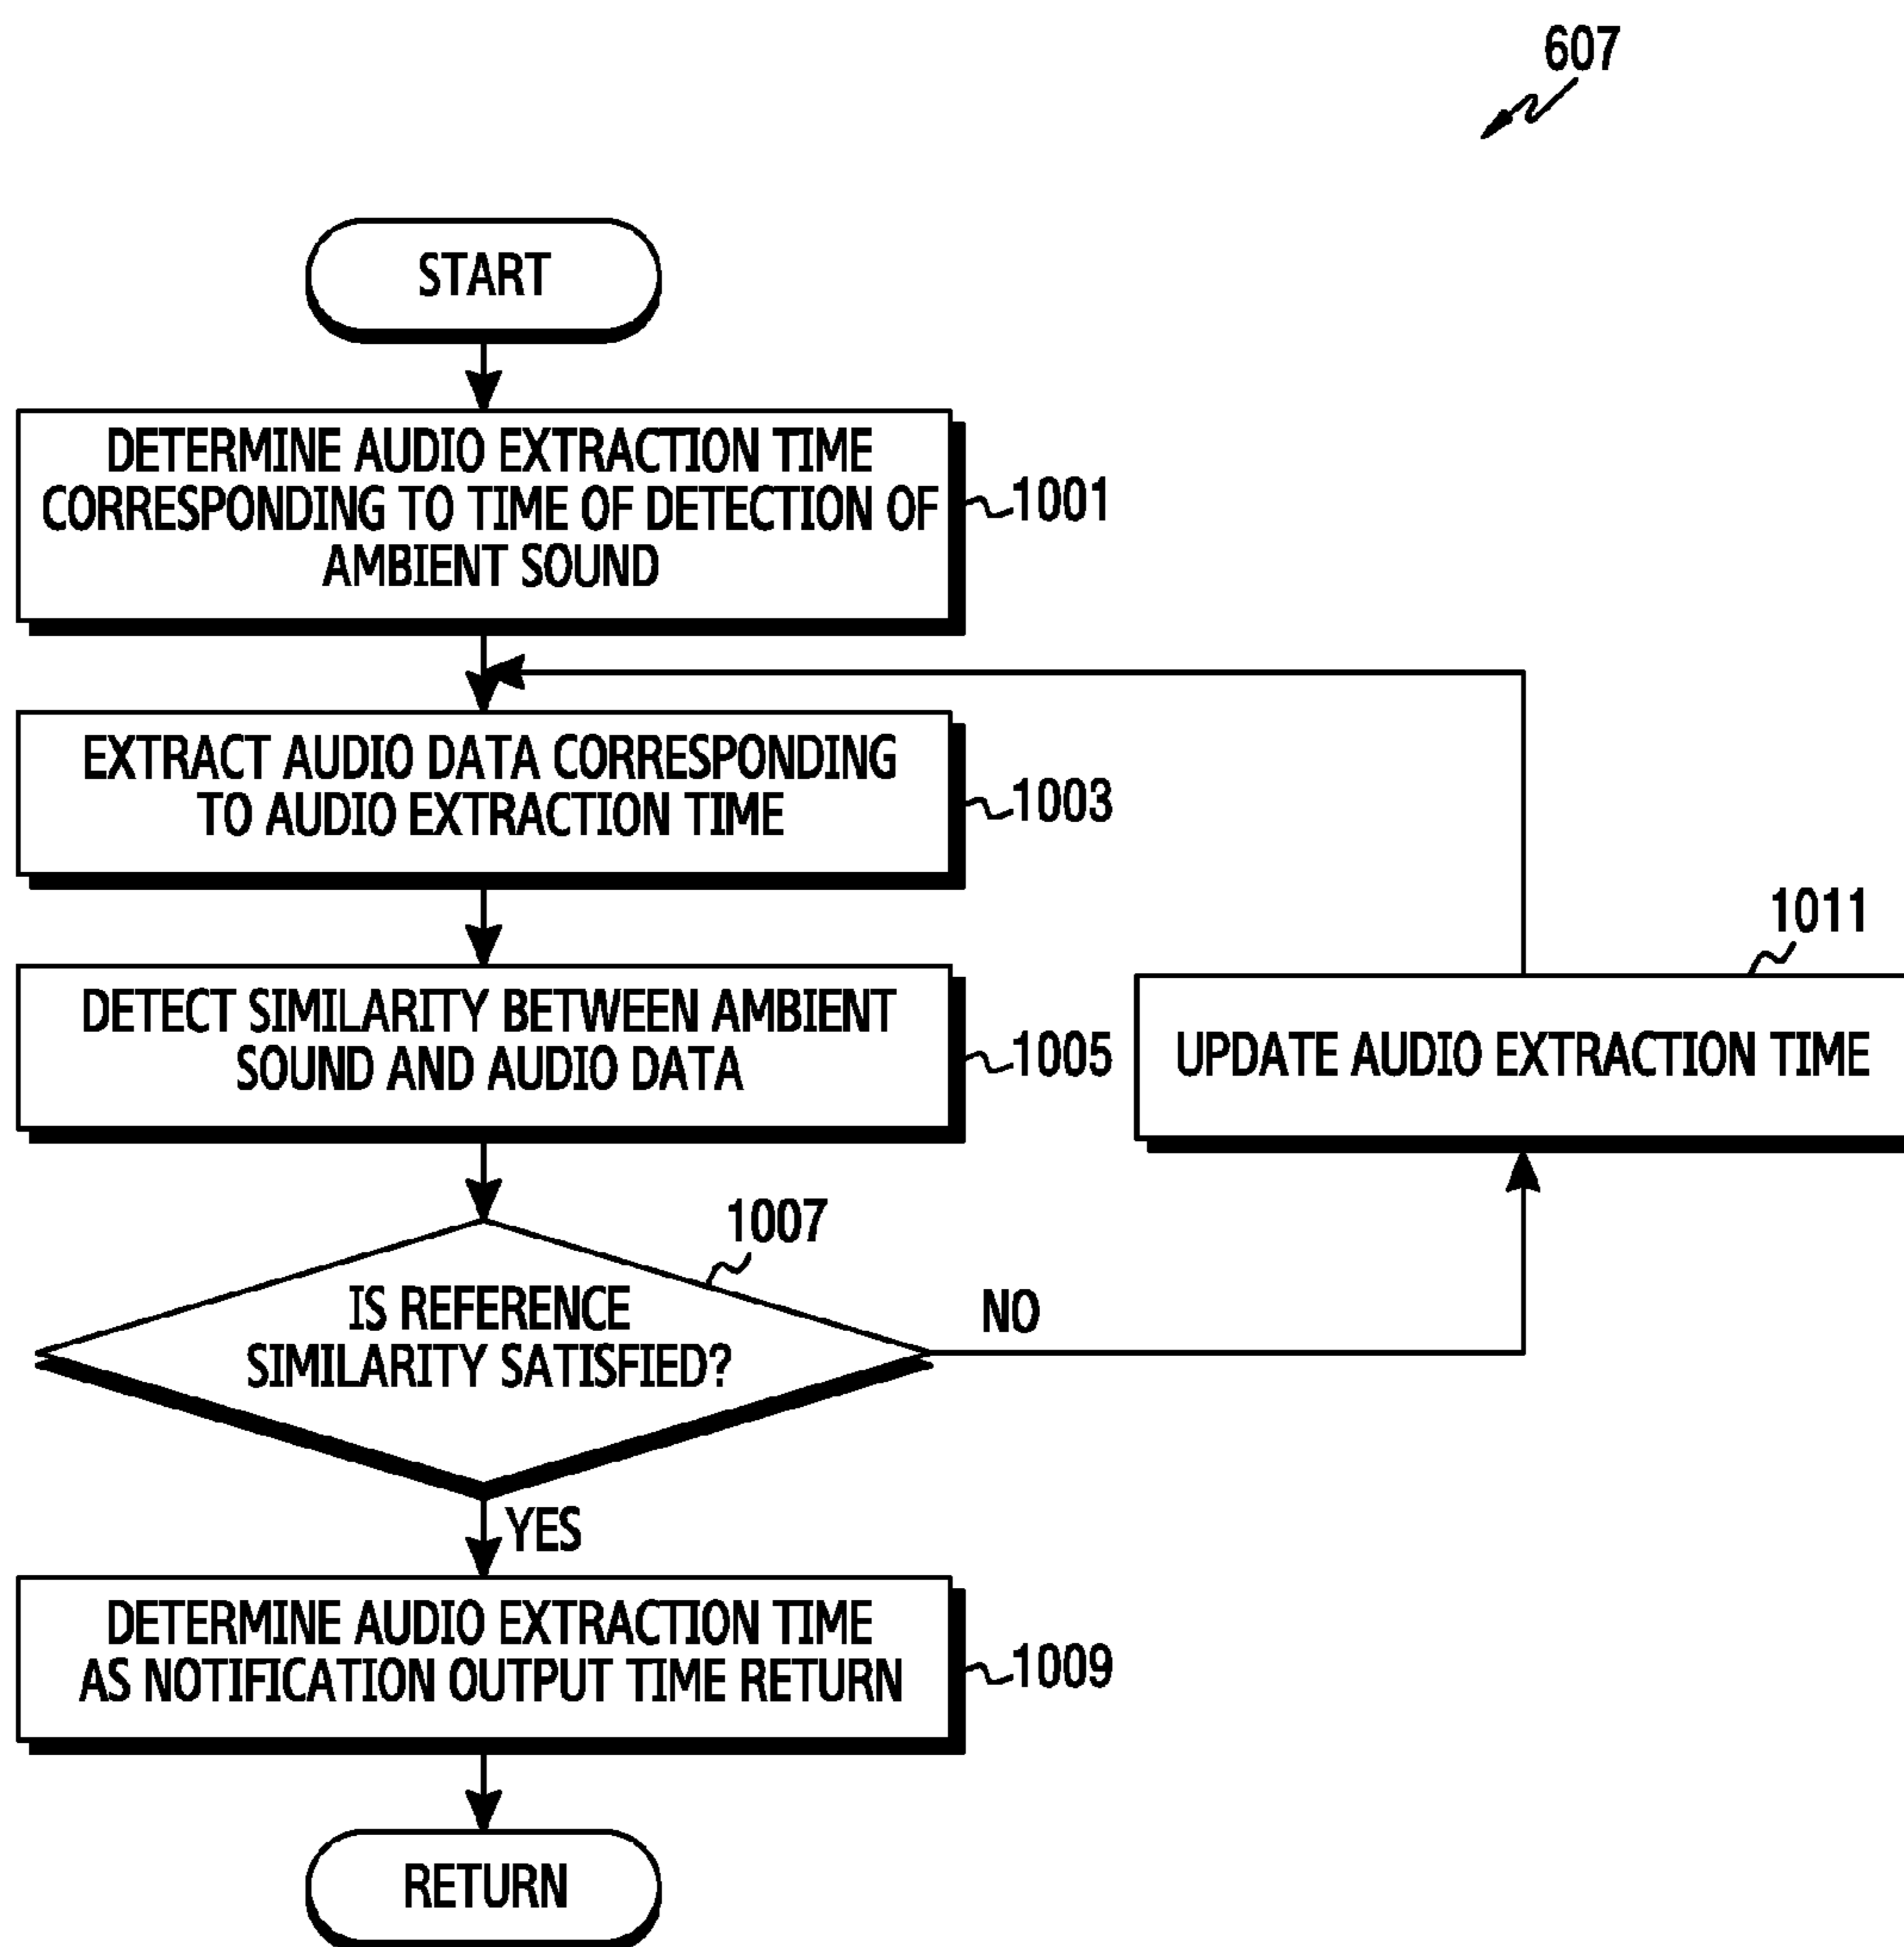 607
START
DETERMINE AUDIO EXTRACTION TIME
CORRESPONDING TO TIME OF DETECTION OF
AMBIENT SOUND
1001
EXTRACT AUDIO DATA CORRESPONDING
TO AUDIO EXTRACTION TIME
1003
DETECT SIMILARITY BETWEEN AMBIENT
SOUND AND AUDIO DATA
1005
1011
UPDATE AUDIO EXTRACTION TIME
1007
IS REFERENCE
SIMILARITY SATISFIED?
NO
YES
DETERMINE AUDIO EXTRACTION TIME
AS NOTIFICATION OUTPUT TIME RETURN
1009
RETURN